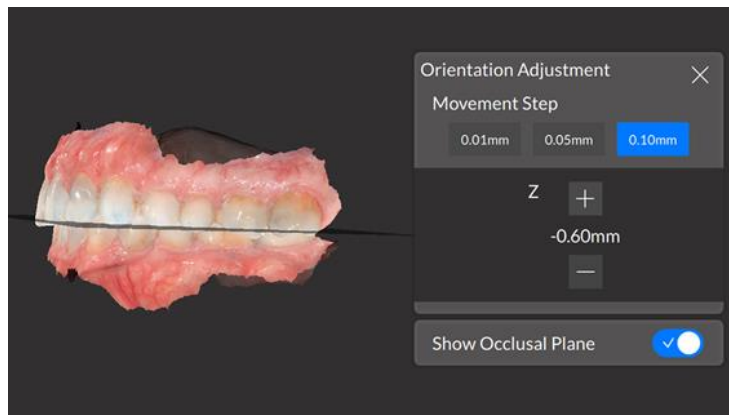 Orientation Adjustment
Movement Step
0.01mm 0.05mm 0.10mm
Z
-0.60mm
Show Occlusal Plane